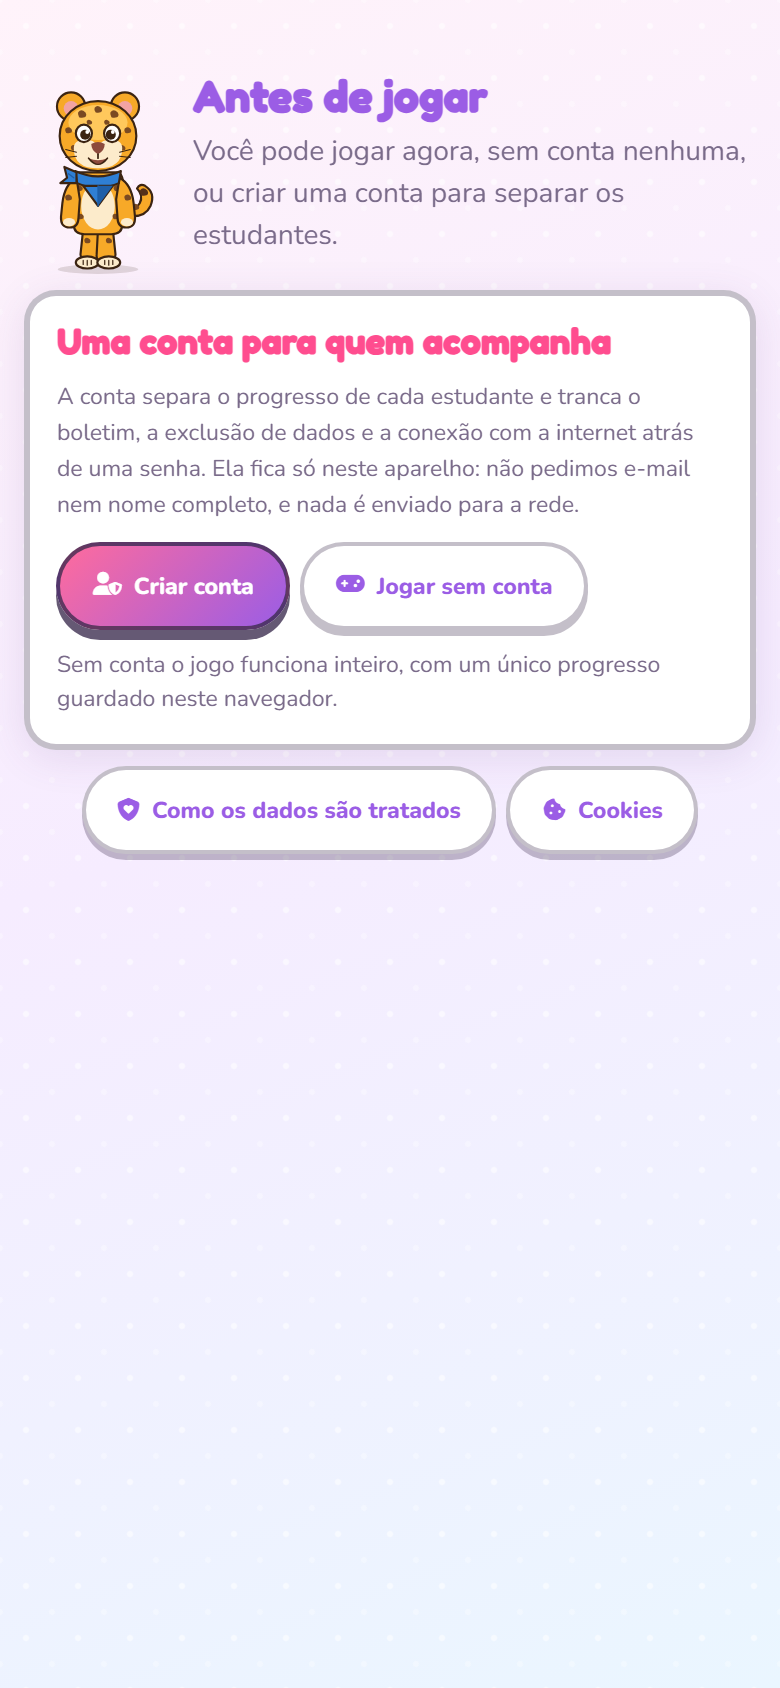 Antes de jogar
Você pode jogar agora, sem conta nenhuma,
ou criar uma conta para separar os
estudantes.
Uma conta para quem acompanha
A conta separa o progresso de cada estudante e tranca o
boletim, a exclusão de dados e a conexão com a internet atrás
de uma senha. Ela fica só neste aparelho: não pedimos e-mail
nem nome completo, e nada é enviado para a rede.
Criar conta
Jogar sem conta
Sem conta o jogo funciona inteiro, com um único progresso
guardado neste navegador.
Como os dados são tratados
Cookies